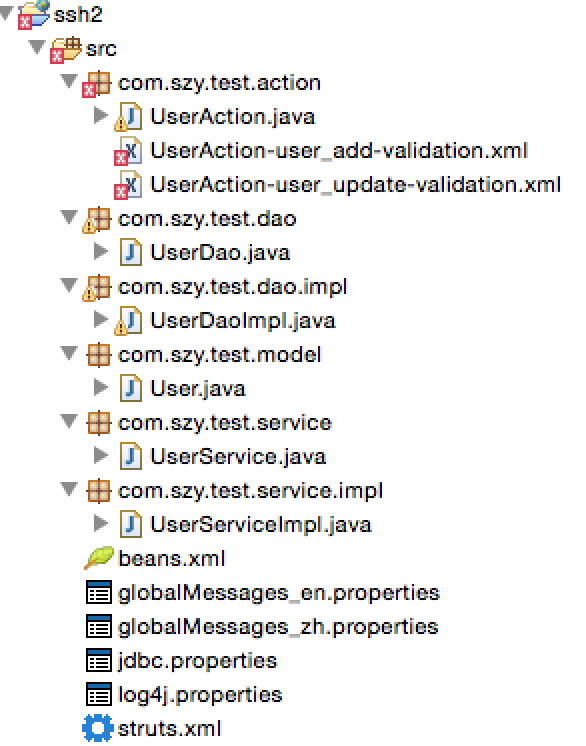 ssh2
src
com.szy.test.action
UserAction.java
UserAction-user_add-validation.xml
UserAction-user_update-validation.xml
com.szy.test.dao
UserDao.java
com.szy.test.dao.impl
UserDaoImpl.java
com.szy.test.model
User.java
com.szy.test.service
UserService.java
com.szy.test.service.impl
UserServiceImpl.java
beans.xml
globalMessages_en.properties
globalMessages_zh.properties
jdbc.properties
log4j.properties
struts.xml